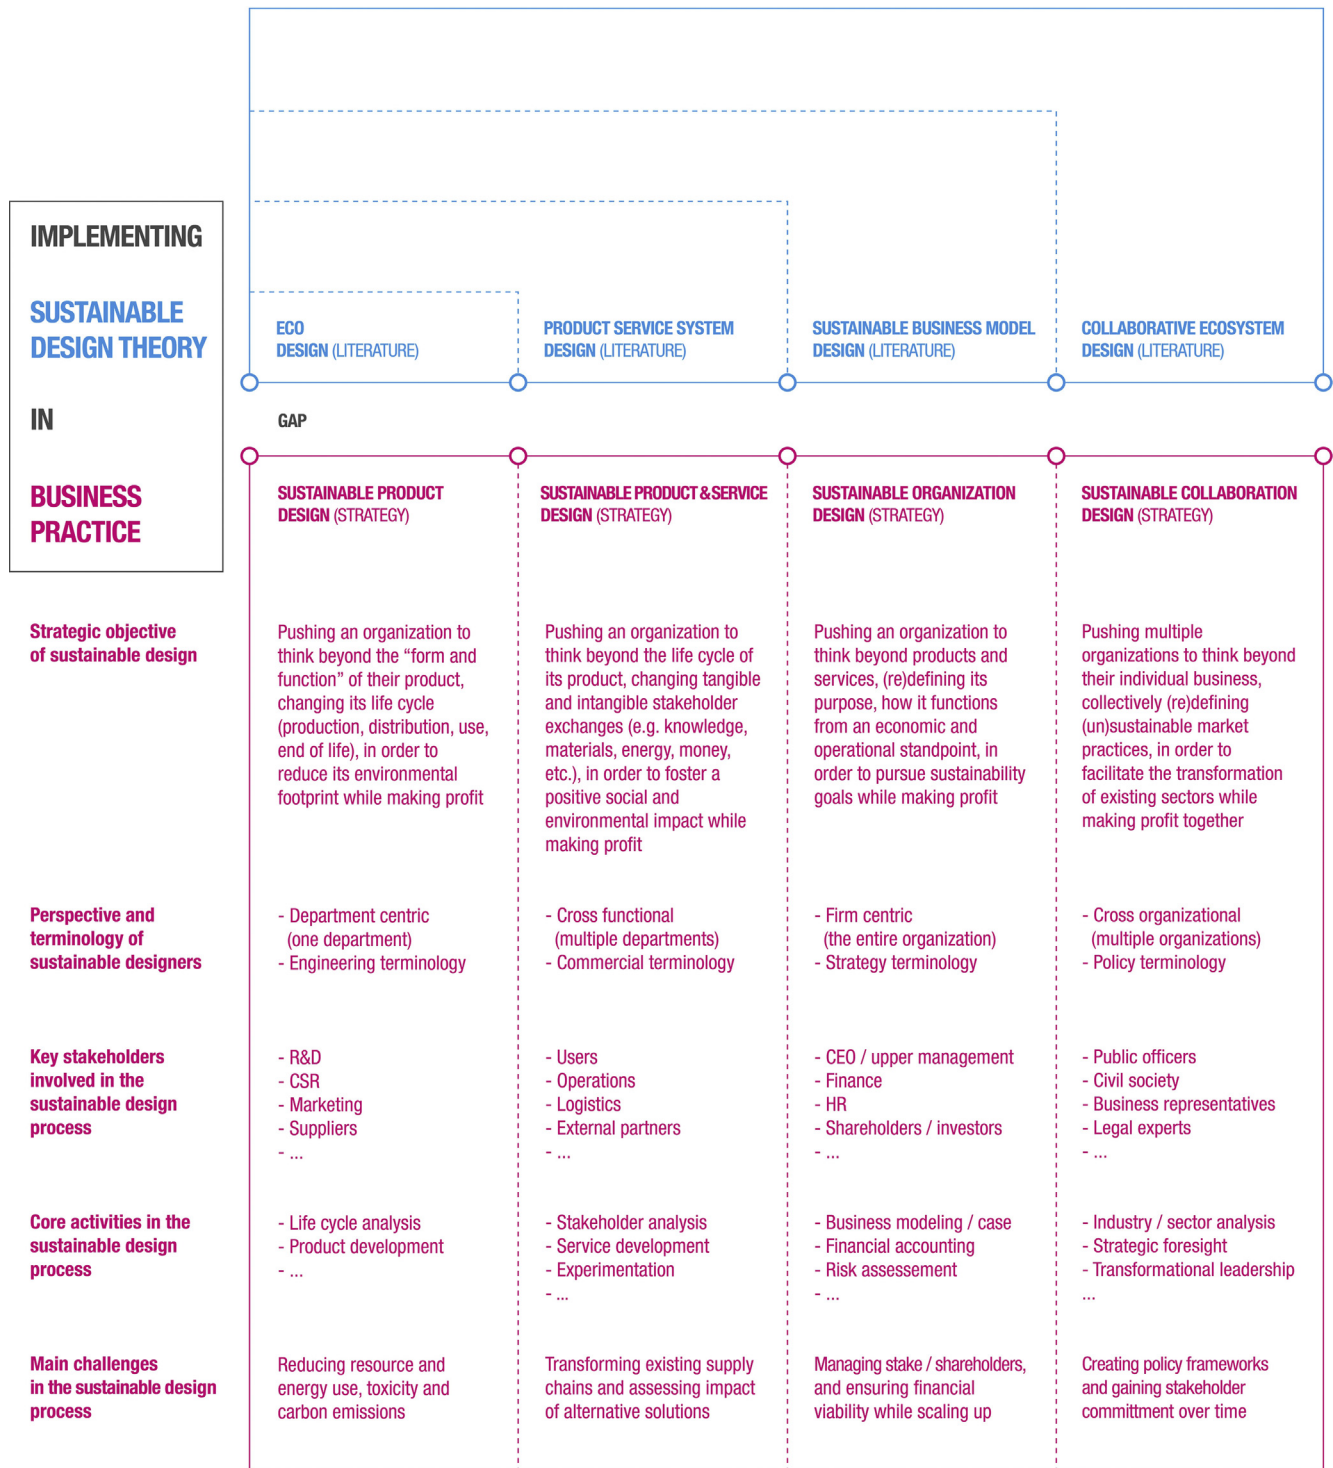 IMPLEMENTING
SUSTAINABLE
DESIGN THEORY
IN
BUSINESS
PRACTICE
ECO
DESIGN (LITERATURE)
PRODUCT SERVICE SYSTEM
DESIGN (LITERATURE)
SUSTAINABLE BUSINESS MODEL
DESIGN (LITERATURE)
COLLABORATIVE ECOSYSTEM
DESIGN (LITERATURE)
GAP
SUSTAINABLE PRODUCT
DESIGN (STRATEGY)
SUSTAINABLE PRODUCT & SERVICE
DESIGN (STRATEGY)
SUSTAINABLE ORGANIZATION
DESIGN (STRATEGY)
SUSTAINABLE COLLABORATION
DESIGN (STRATEGY)
Strategic objective
of sustainable design
Pushing an organization to
think beyond the “form and
function” of their product,
changing its life cycle
(production, distribution, use,
end of life), in order to
reduce its environmental
footprint while making profit
Pushing an organization to
think beyond the life cycle of
its product, changing tangible
and intangible stakeholder
exchanges (e.g. knowledge,
materials, energy, money,
etc.), in order to foster a
positive social and
environmental impact while
making profit
Pushing an organization to
think beyond products and
services, (re)defining its
purpose, how it functions
from an economic and
operational standpoint, in
order to pursue sustainability
goals while making profit
Pushing multiple
organizations to think beyond
their individual business,
collectively (re)defining
(un)sustainable market
practices, in order to
facilitate the transformation
of existing sectors while
making profit together
Perspective and
terminology of
sustainable designers
- Department centric
(one department)
- Engineering terminology
- Cross functional
(multiple departments)
- Commercial terminology
- Firm centric
(the entire organization)
- Strategy terminology
- Cross organizational
(multiple organizations)
- Policy terminology
Key stakeholders
involved in the
sustainable design
process
- R&D
- CSR
- Marketing
- Suppliers
- ...
- Users
- Operations
- Logistics
- External partners
- ...
- CEO / upper management
- Finance
- HR
- Shareholders / investors
- ...
- Public officers
- Civil society
- Business representatives
- Legal experts
- ...
Core activities in the
sustainable design
process
- Life cycle analysis
- Product development
- ...
- Stakeholder analysis
- Service development
- Experimentation
- ...
- Business modeling / case
- Financial accounting
- Risk assessement
- ...
- Industry / sector analysis
- Strategic foresight
- Transformational leadership
...
Main challenges
in the sustainable design
process
Reducing resource and
energy use, toxicity and
carbon emissions
Transforming existing supply
chains and assessing impact
of alternative solutions
Managing stake / shareholders,
and ensuring financial
viability while scaling up
Creating policy frameworks
and gaining stakeholder
committment over time